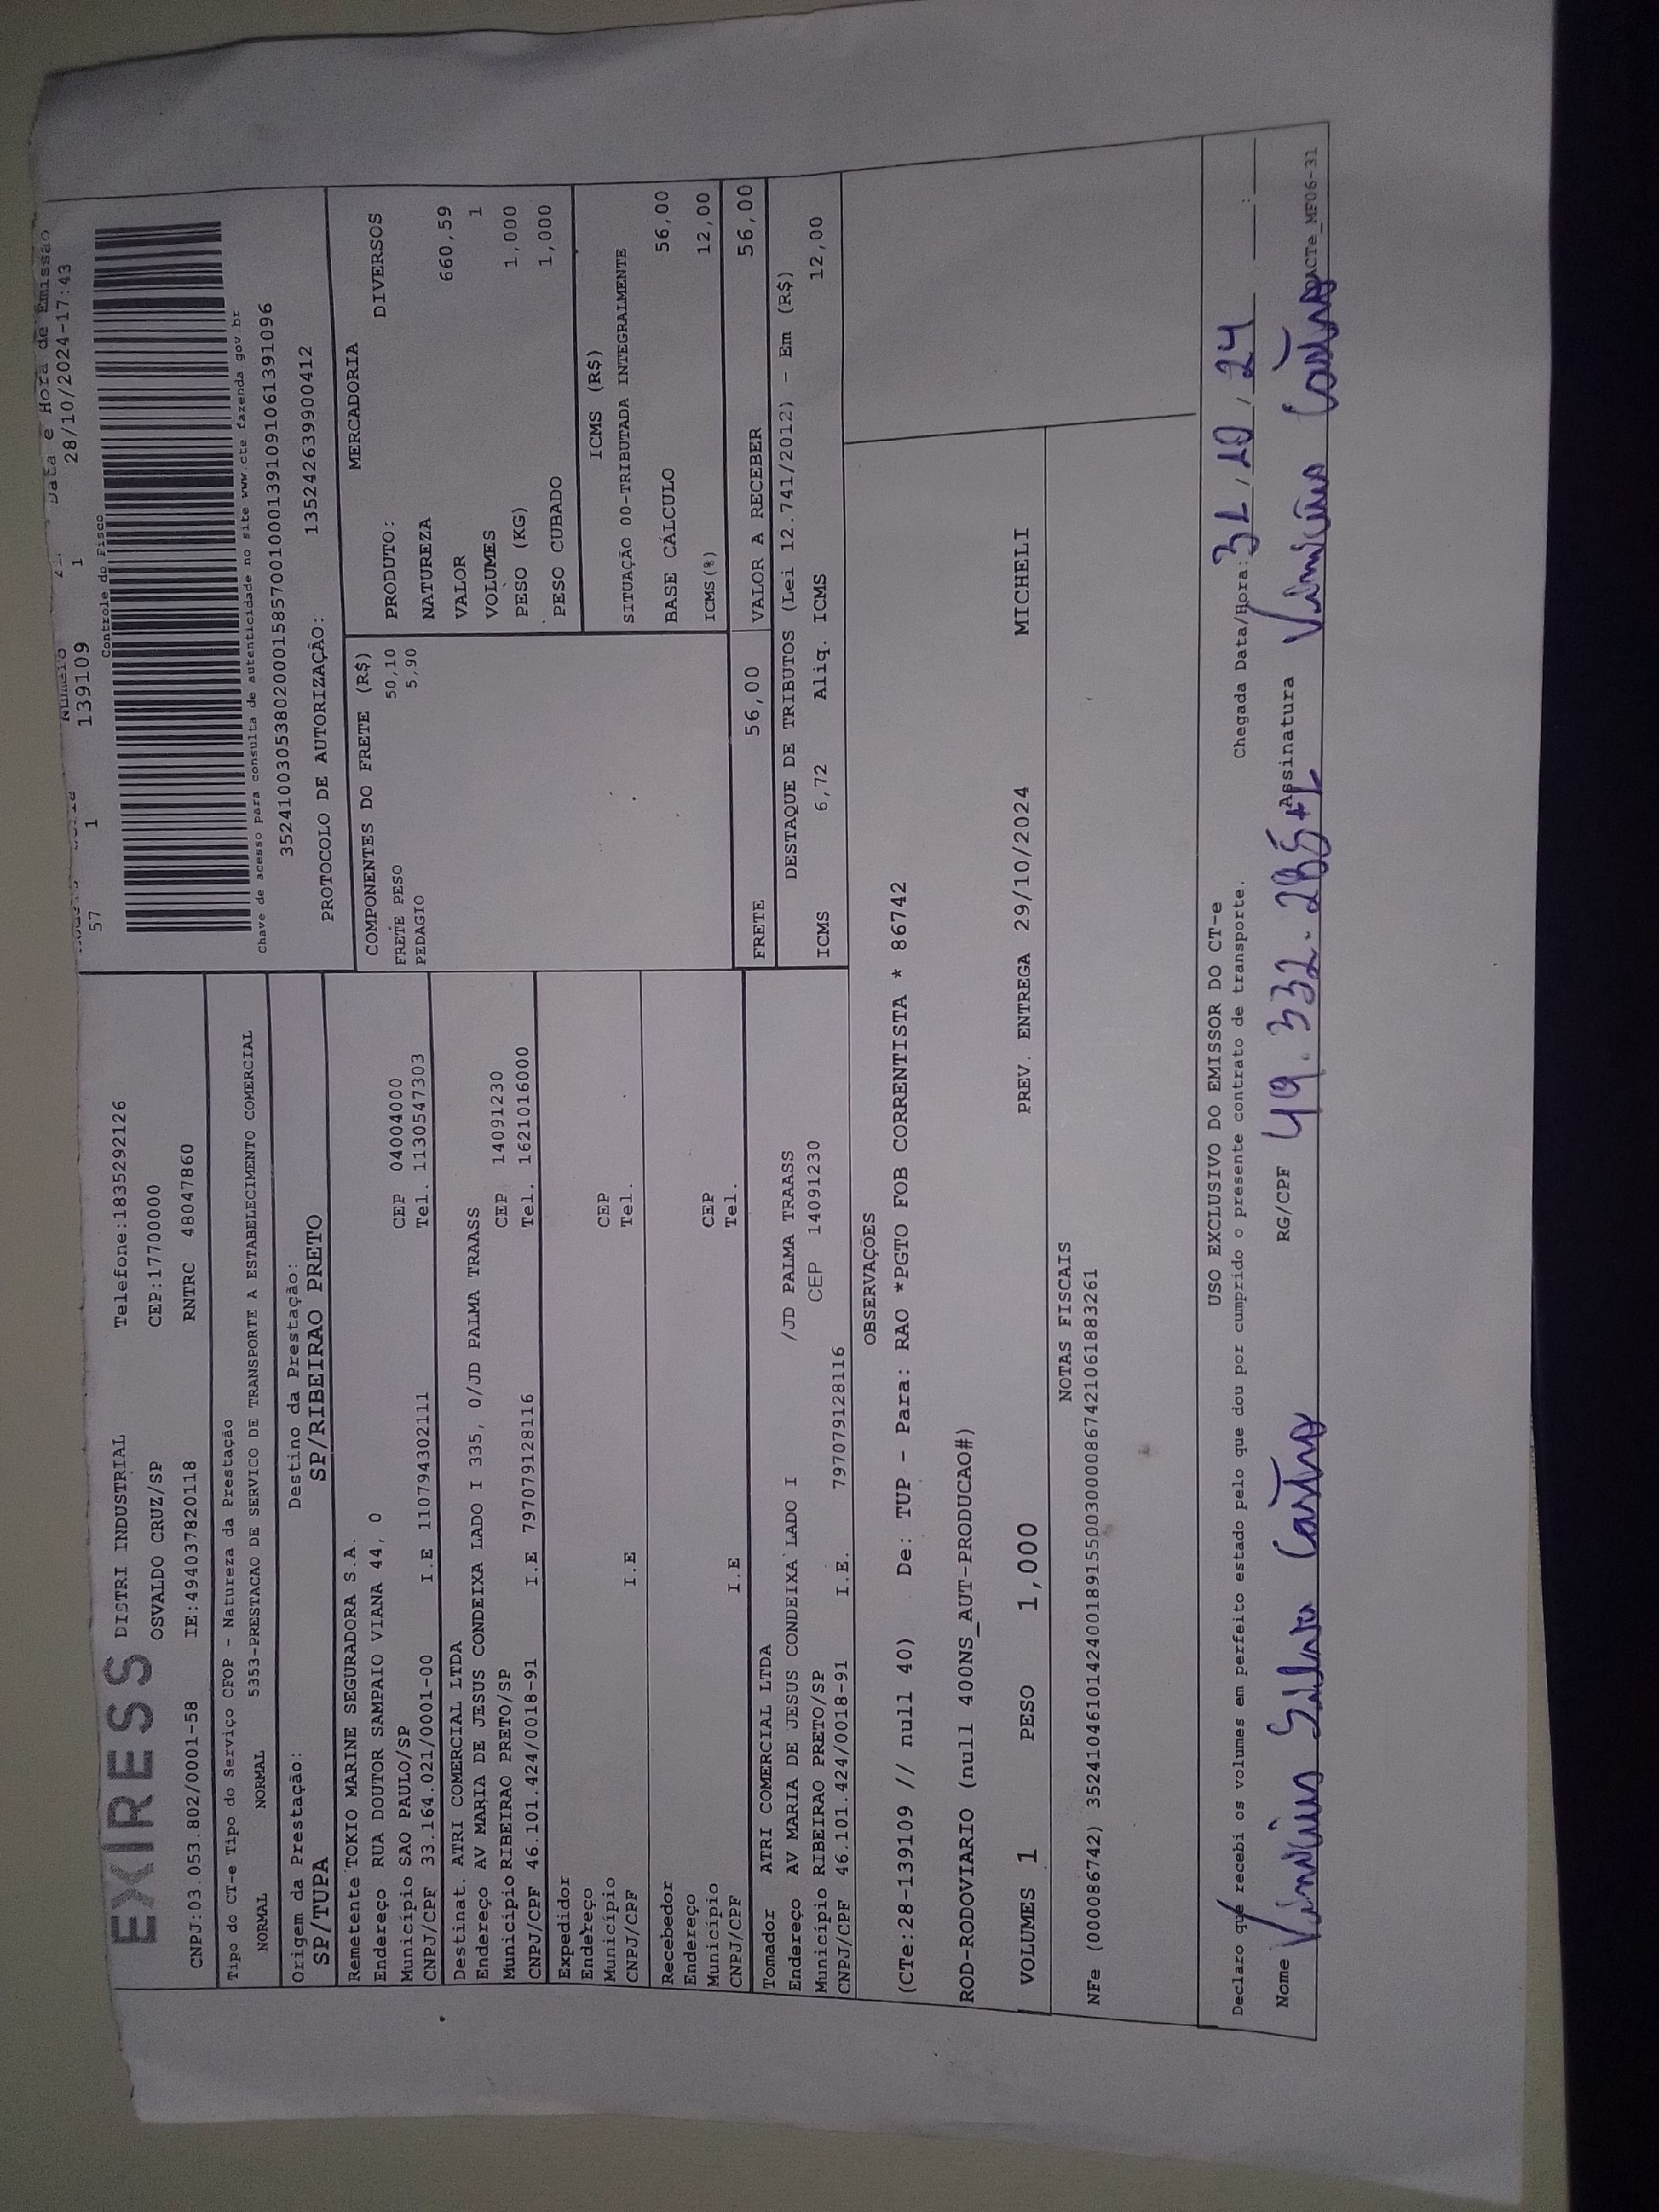 EXPRESS
DISTRI INDUSTRIAL Telefone:1835292126
OSVALDO CRUZ/SP CEP:17700000
CNPJ:03.053.802/0001-58 IE:494037820118 RNTRC 48047860
Data e Hora de Emissão
57 1 139109 1 28/10/2024-17:43
Controle do Fisco
Chave de acesso para consulta de autenticidade no site www.cte fazenda gov.br
35241003053802000158570010001391091061391096
PROTOCOLO DE AUTORIZAÇÃO: 135242639900412
Tipo do CT-e Tipo do Serviço CFOP - Natureza da Prestação
NORMAL NORMAL 5353-PRESTACAO DE SERVICO DE TRANSPORTE A ESTABELECIMENTO COMERCIAL
Origem da Prestação: Destino da Prestação:
SP/TUPA SP/RIBEIRAO PRETO
Remetente TOKIO MARINE SEGURADORA S.A.
Endereço RUA DOUTOR SAMPAIO VIANA 44, 0
Município SAO PAULO/SP CEP 04004000
CNPJ/CPF 33.164.021/0001-00 I.E 110794302111 Tel. 1130547303
Destinat. ATRI COMERCIAL LTDA
Endereço AV MARIA DE JESUS CONDEIXA LADO I 335, 0/JD PALMA TRAASS
Município RIBEIRAO PRETO/SP CEP 14091230
CNPJ/CPF 46.101.424/0018-91 I.E 797079128116 Tel. 1621016000
Expedidor
Endereço
Município CEP
CNPJ/CPF I.E Tel.
Recebedor
Endereço
Município CEP
CNPJ/CPF I.E Tel.
Tomador ATRI COMERCIAL LTDA
Endereço AV MARIA DE JESUS CONDEIXA LADO I /JD PALMA TRAASS
Município RIBEIRAO PRETO/SP CEP 14091230
CNPJ/CPF 46.101.424/0018-91 I.E. 797079128116
COMPONENTES DO FRETE (R$)
FRETE PESO 50,10
PEDAGIO 5,90
MERCADORIA
PRODUTO: DIVERSOS
NATUREZA
VALOR 660,59
VOLUMES 1
PESO (KG) 1,000
PESO CUBADO 1,000
ICMS (R$)
SITUAÇÃO 00-TRIBUTADA INTEGRALMENTE
BASE CÁLCULO 56,00
ICMS(%) 12,00
FRETE 56,00 VALOR A RECEBER 56,00
DESTAQUE DE TRIBUTOS (Lei 12.741/2012) - Em (R$)
ICMS 6,72 Aliq. ICMS 12,00
OBSERVAÇÕES
(CTe:28-139109 // null 40) De: TUP - Para: RAO *PGTO FOB CORRENTISTA * 86742
ROD-RODOVIARIO (null 400NS_AUT-PRODUCAO#)
VOLUMES 1 PESO 1,000 PREV. ENTREGA 29/10/2024 MICHELI
NOTAS FISCAIS
NFe (000086742) 35241046101424001891550030000867421061883261
USO EXCLUSIVO DO EMISSOR DO CT-e
Declaro que recebi os volumes em perfeito estado pelo que dou por cumprido o presente contrato de transporte. Chegada Data/Hora: 31/10/24 :
Nome Vinicius Castro RG/CPF Assinatura Vinicius Castro DACTe_MF06-31